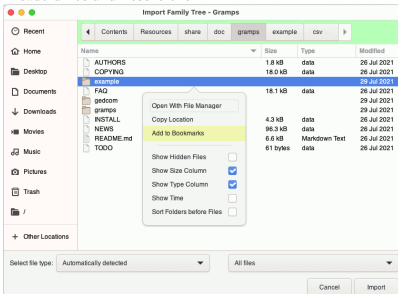 Import Family Tree - Gramps
Recent
Contents Resources share doc gramps example csv
Home
Name Size Type Modified
AUTHORS 1.8 kB data 26 Jul 2021
Desktop
COPYING 18.0 kB data 26 Jul 2021
example 29 Jul 2021
Documents
FAQ 18.1 kB data 26 Jul 2021
gedcom 29 Jul 2021
Downloads
gramps 29 Jul 2021
INSTALL 4.3 kB data 26 Jul 2021
Movies
NEWS 96.3 kB data 26 Jul 2021
README.md 6.6 kB Markdown Text 26 Jul 2021
Music
TODO 61 bytes data 26 Jul 2021
Open With File Manager
Copy Location
Add to Bookmarks
Show Hidden Files
Show Size Column
Show Type Column
Show Time
Sort Folders before Files
Pictures
Trash
/
+ Other Locations
Select file type: Automatically detected All files
Cancel Import